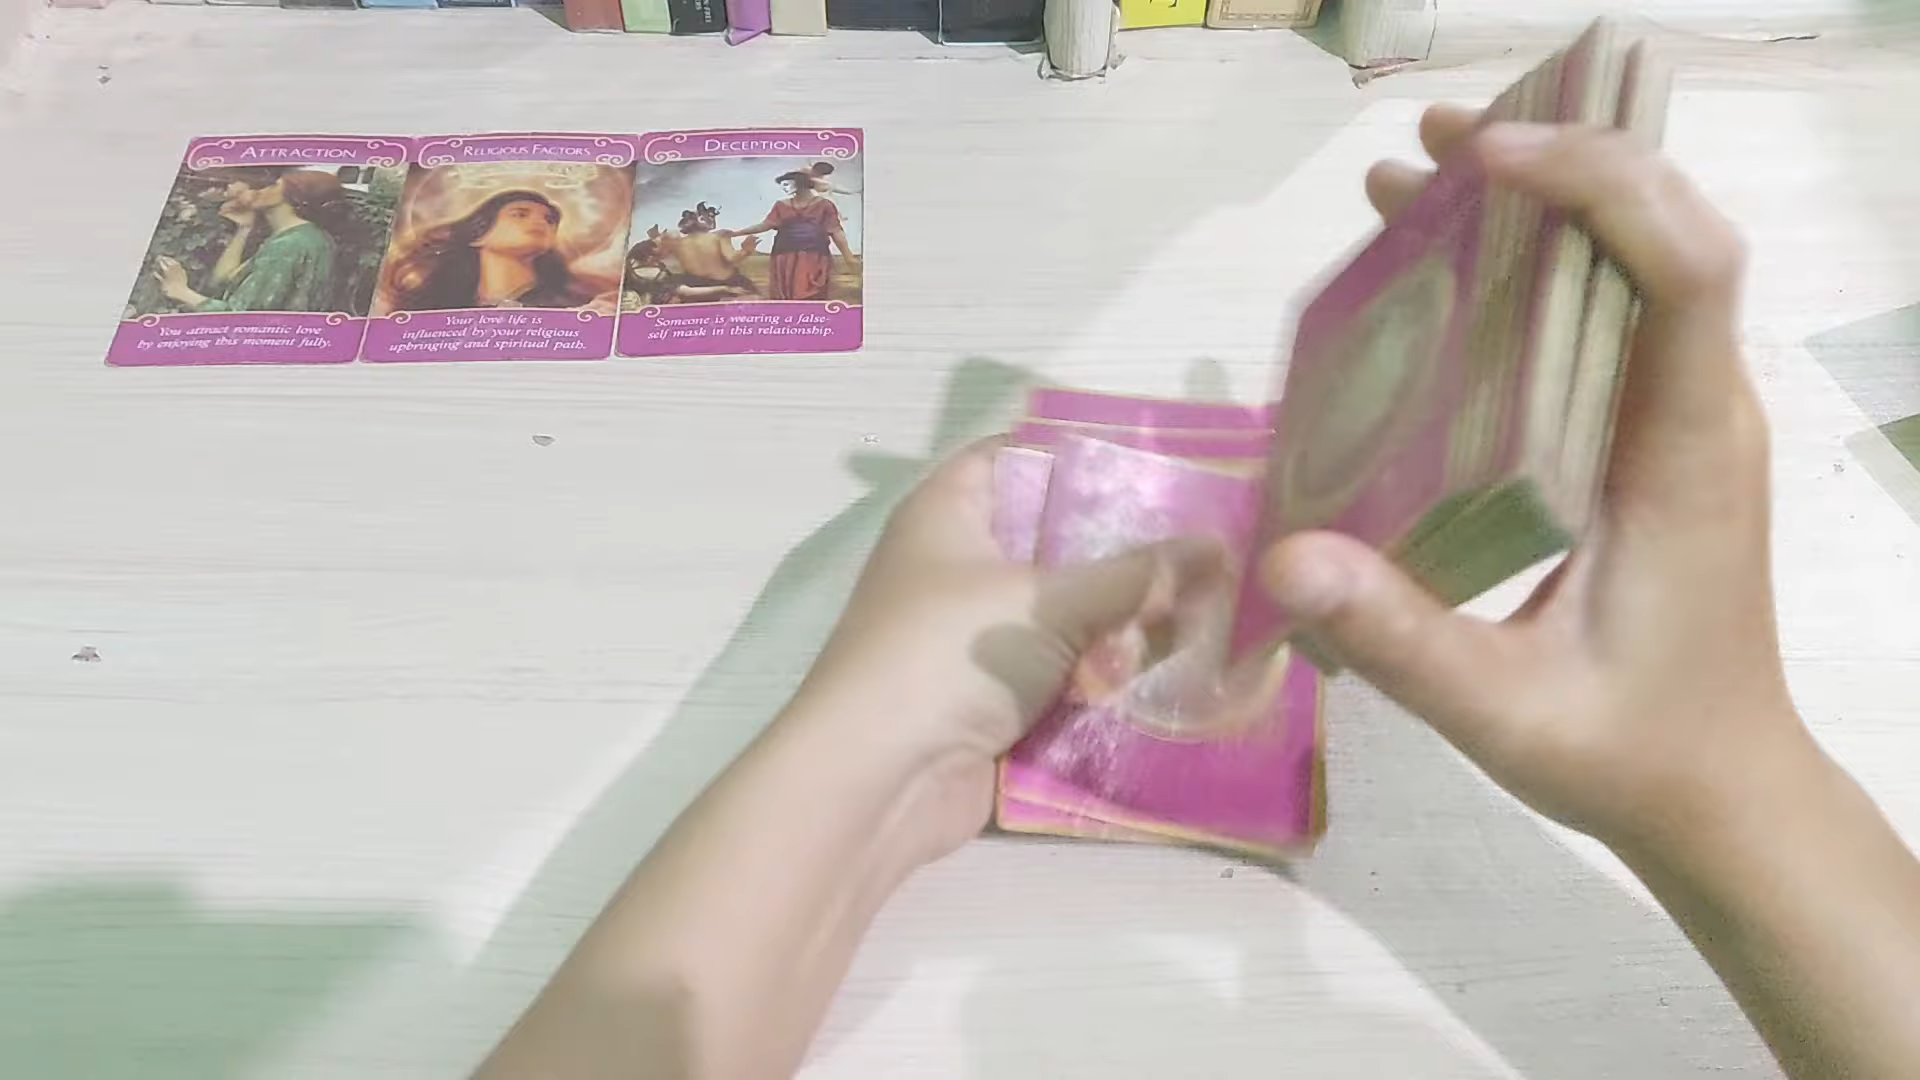 ATTRACTION
You attract romantic love
by enjoying this moment fully.
RELIGIOUS FACTORS
Your love life is
influenced by your religious
upbringing and spiritual path.
DECEPTION
Someone is wearing a false-
self mask in this relationship.